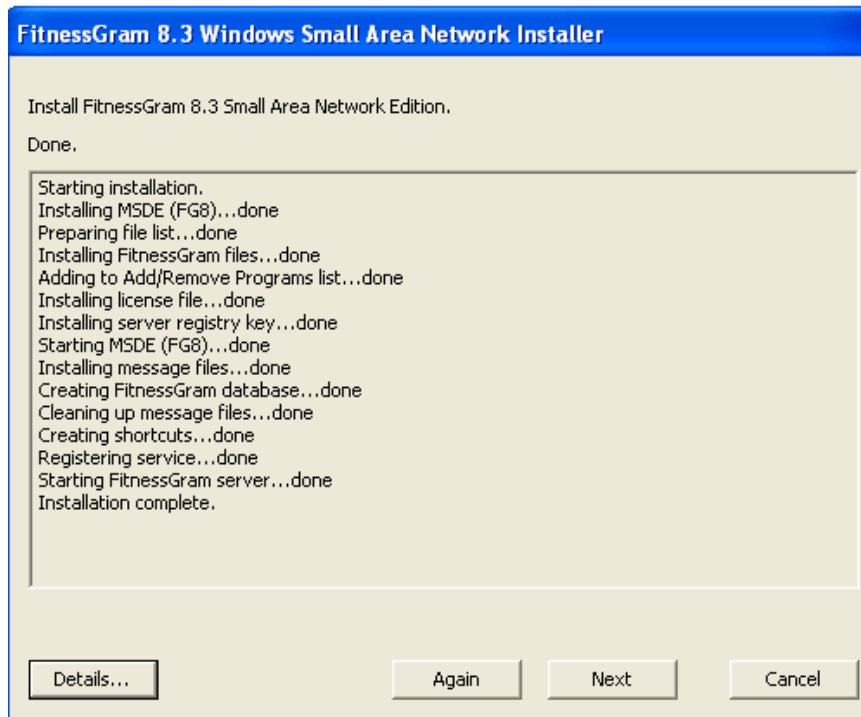 FitnessGram 8.3 Windows Small Area Network Installer
Install FitnessGram 8.3 Small Area Network Edition.
Done.
Starting installation.
Installing MSDE (FG8)...done
Preparing file list...done
Installing FitnessGram files...done
Adding to Add/Remove Programs list...done
Installing license file...done
Installing server registry key...done
Starting MSDE (FG8)...done
Installing message files...done
Creating FitnessGram database...done
Cleaning up message files...done
Creating shortcuts...done
Registering service...done
Starting FitnessGram server...done
Installation complete.
Details... Again Next Cancel